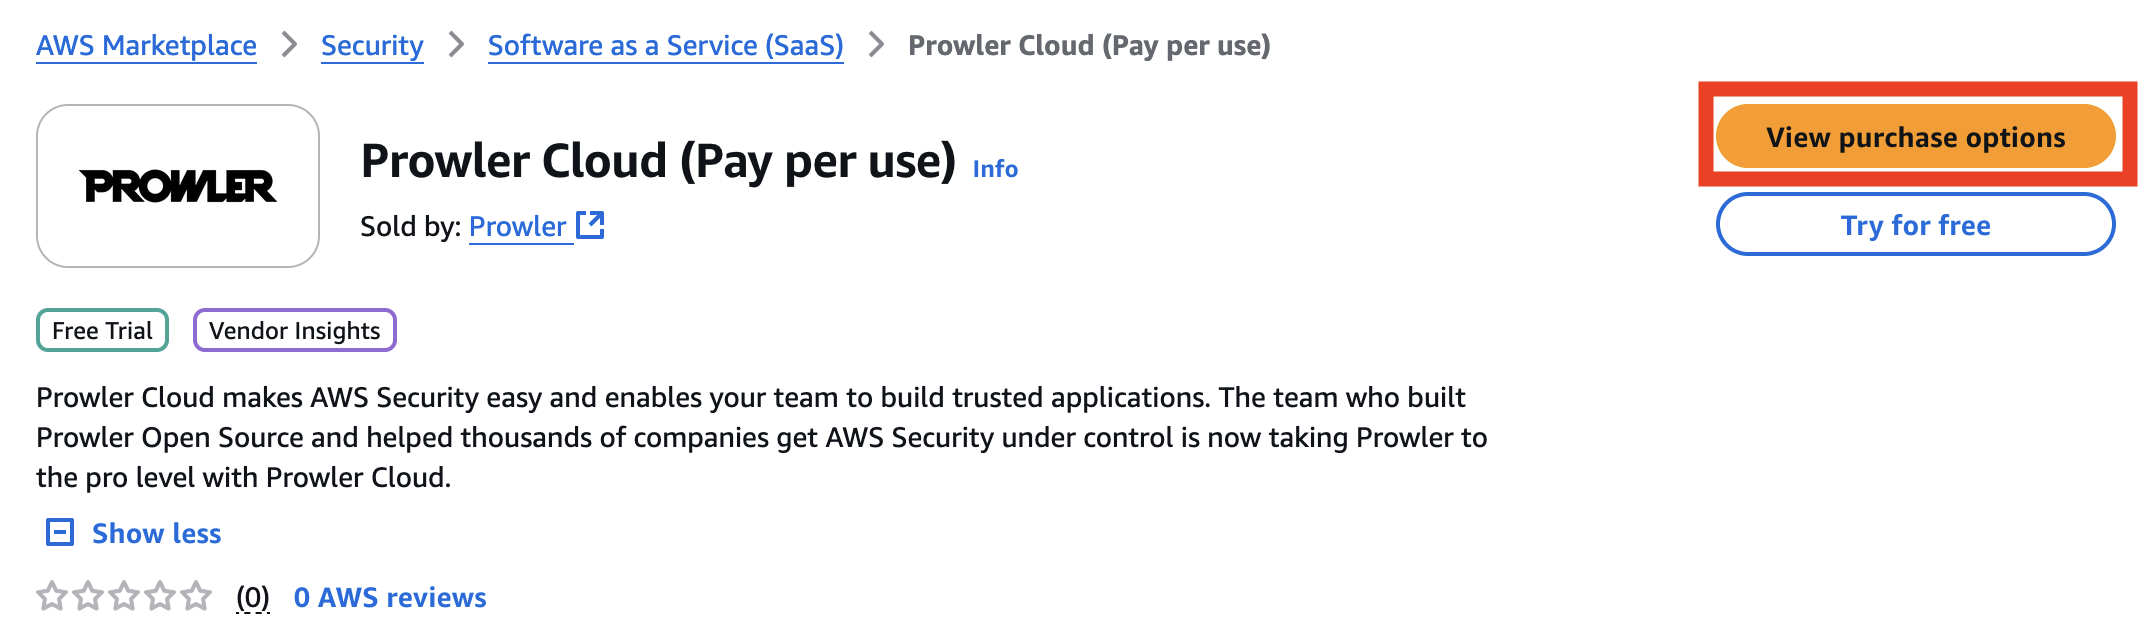 AWS Marketplace > Security > Software as a Service (SaaS) > Prowler Cloud (Pay per use)
PROWLER
Prowler Cloud (Pay per use) Info
Sold by: Prowler
View purchase options
Try for free
Free Trial
Vendor Insights
Prowler Cloud makes AWS Security easy and enables your team to build trusted applications. The team who built
Prowler Open Source and helped thousands of companies get AWS Security under control is now taking Prowler to
the pro level with Prowler Cloud.
Show less
(0) 0 AWS reviews